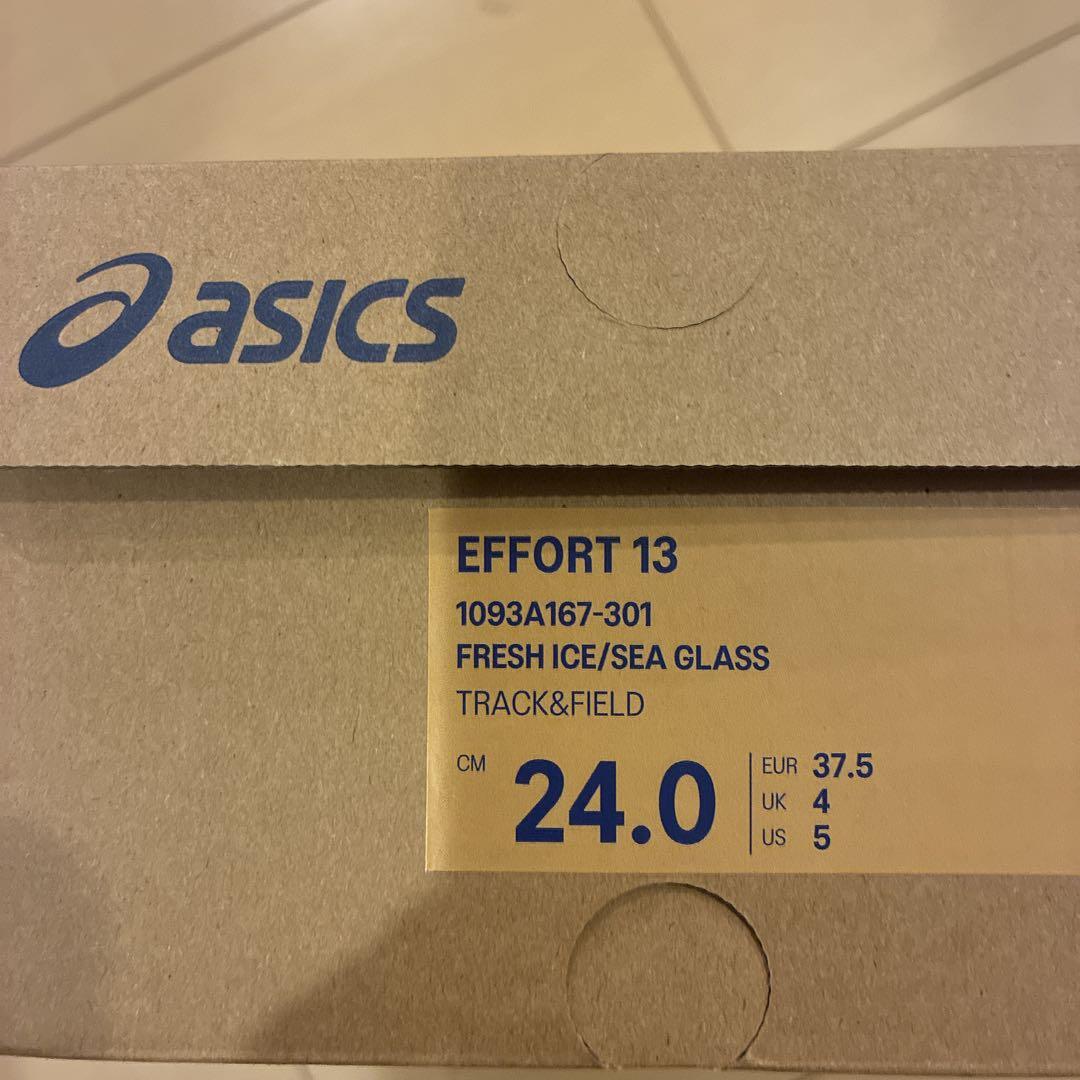 asics
EFFORT 13
1093A167-301
FRESH ICE/SEA GLASS
TRACK&FIELD
CM 24.0
EUR 37.5
UK 4
US 5